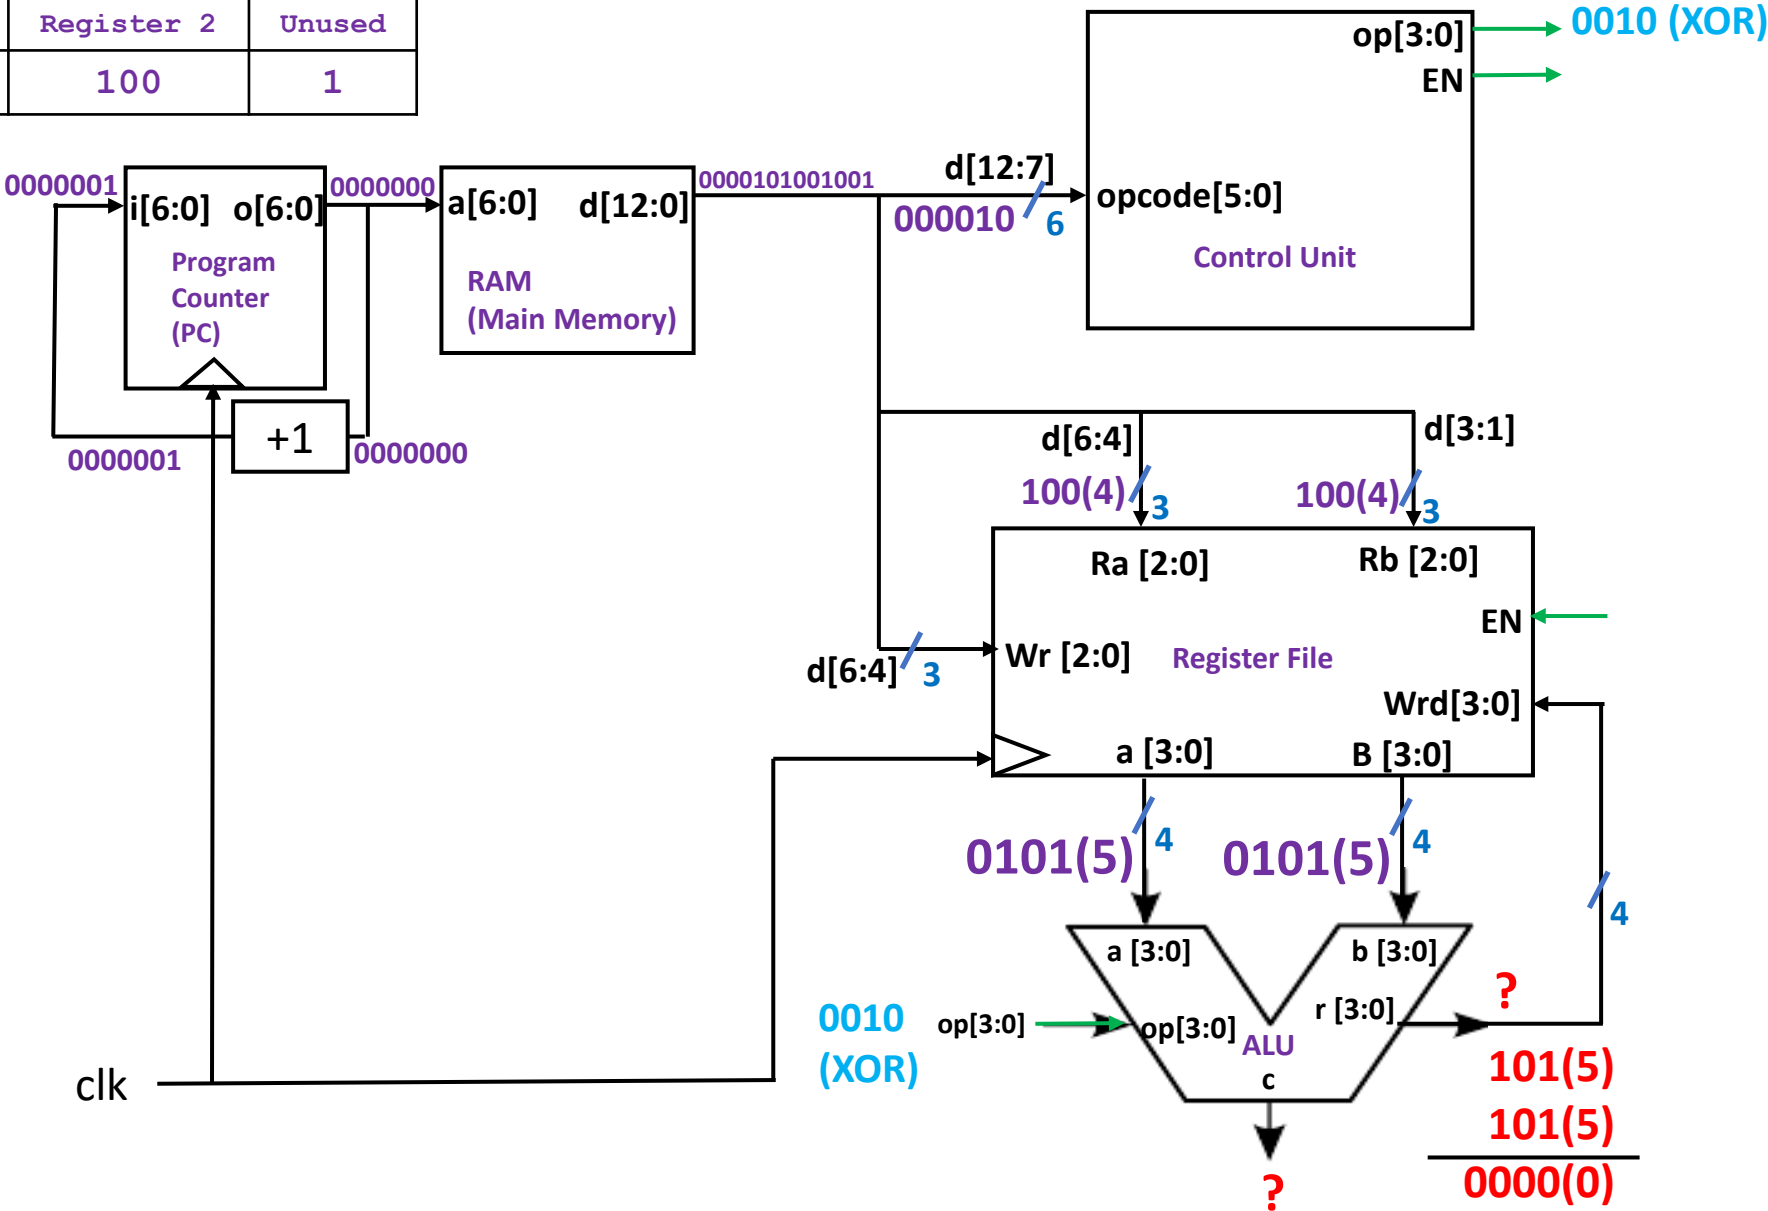 Register 2 Unused
100 1
op[3:0] 0010 (XOR)
EN
0000001 0000000 0000101001001 d[12:7]
i[6:0] o[6:0] a[6:0] d[12:0] opcode[5:0]
000010 6
Program
Counter
(PC)
RAM
(Main Memory)
Control Unit
+1
0000001 0000000
d[6:4] d[3:1]
100(4) 3 100(4) 3
Ra [2:0] Rb [2:0]
EN
Wr [2:0] Register File
d[6:4] 3
Wrd[3:0]
a [3:0] B [3:0]
0101(5) 4 0101(5) 4
4
a [3:0] b [3:0]
?
0010
(XOR)
op[3:0] op[3:0] r [3:0]
ALU
c
clk
101(5)
101(5)
0000(0)
?